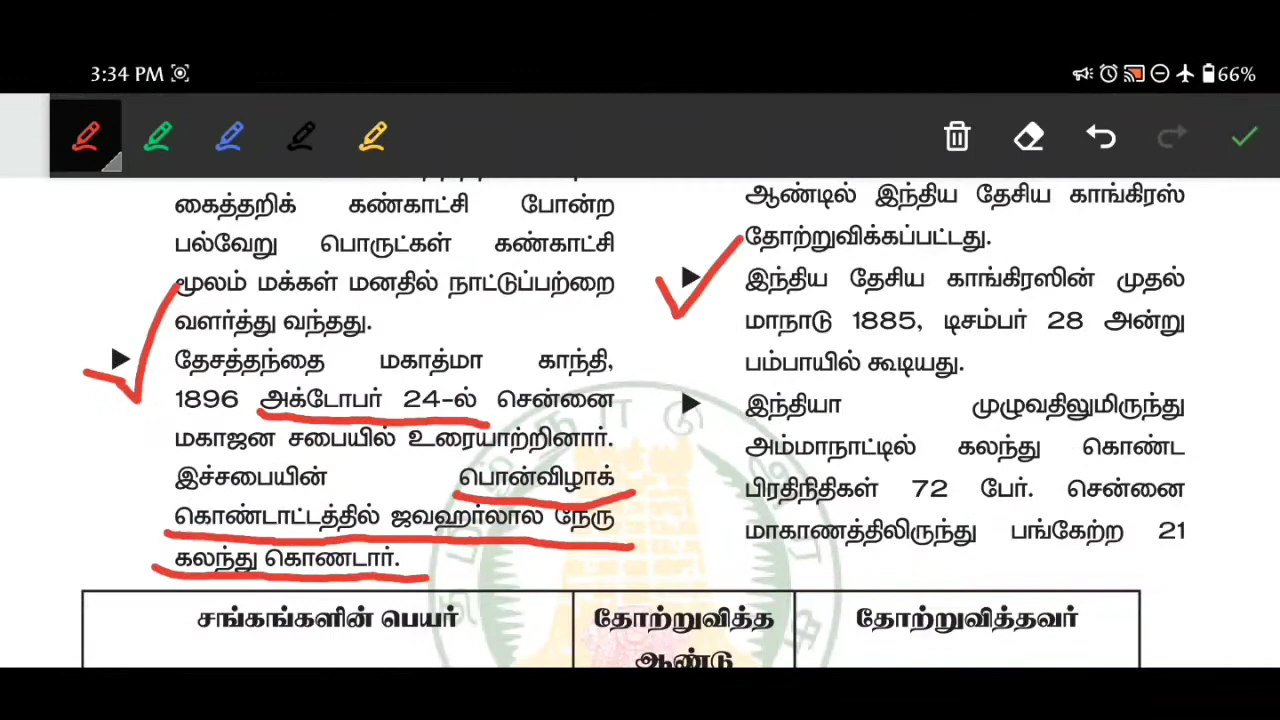 3:34 PM
66%
கைத்தறிக் கண்காட்சி போன்ற
பல்வேறு பொருட்கள் கண்காட்சி
மூலம் மக்கள் மனதில் நாட்டுப்பற்றை
வளர்த்து வந்தது.
தேசத்தந்தை மகாத்மா காந்தி,
1896 அக்டோபர் 24-ல் சென்னை
மகாஜன சபையில் உரையாற்றினார்.
இச்சபையின் பொன்விழாக்
கொண்டாட்டத்தில் ஜவஹர்லால் நேரு
கலந்து கொணடார்.
ஆண்டில் இந்திய தேசிய காங்கிரஸ்
தோற்றுவிக்கப்பட்டது.
இந்திய தேசிய காங்கிரஸின் முதல்
மாநாடு 1885, டிசம்பர் 28 அன்று
பம்பாயில் கூடியது.
இந்தியா முழுவதிலுமிருந்து
அம்மாநாட்டில் கலந்து கொண்ட
பிரதிநிதிகள் 72 பேர். சென்னை
மாகாணத்திலிருந்து பங்கேற்ற 21
சங்கங்களின் பெயர்
தோற்றுவித்த
ஆண்டு
தோற்றுவித்தவர்